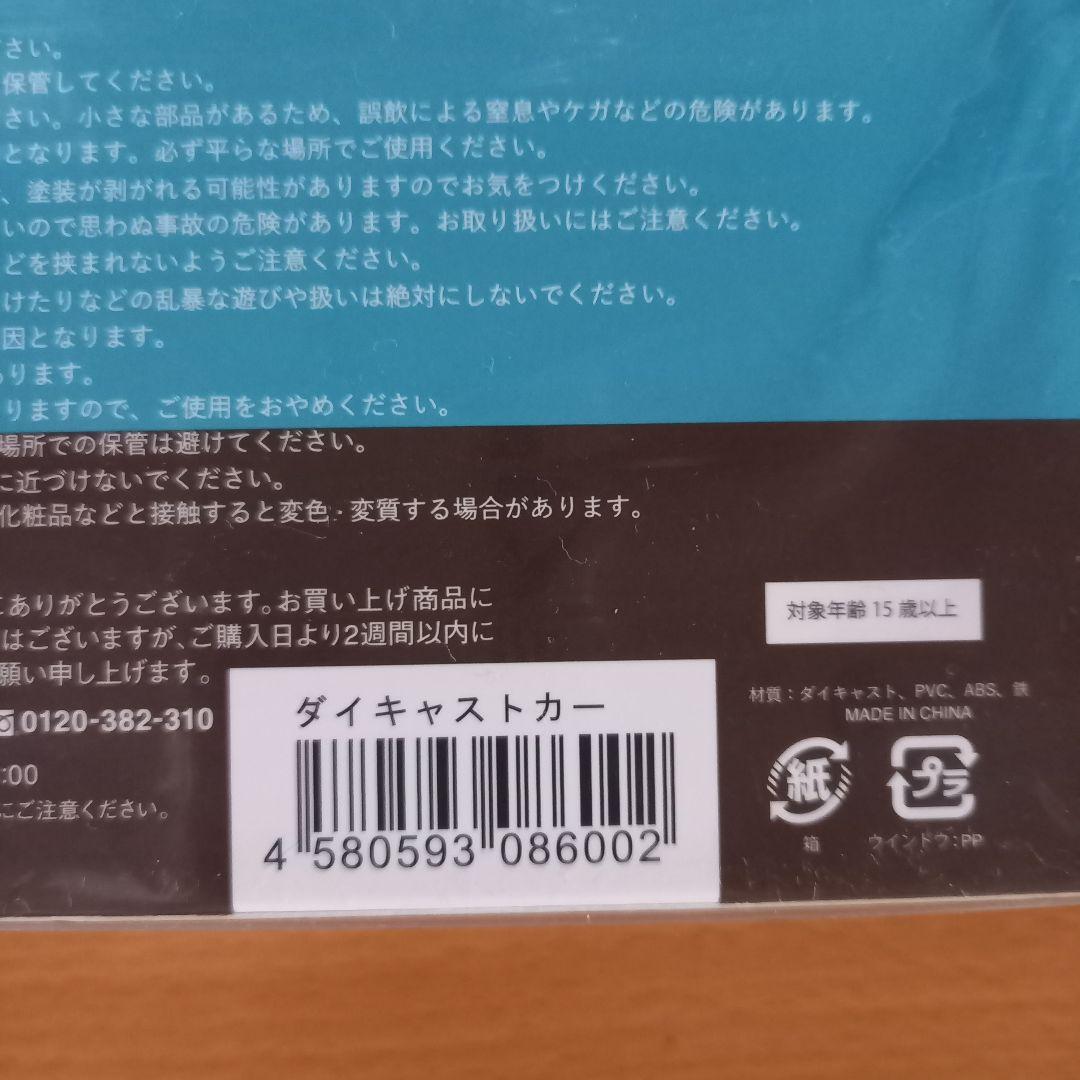 さい。
保管してください。
さい。小さな部品があるため、誤飲による窒息やケガなどの危険があります。
となります。必ず平らな場所でご使用ください。
、塗装が剥がれる可能性がありますのでお気をつけください。
いので思わぬ事故の危険があります。お取り扱いにはご注意ください。
どを挟まれないようご注意ください。
けたりなどの乱暴な遊びや扱いは絶対にしないでください。
因となります。
ります。
りますので、ご使用をおやめください。
場所での保管は避けてください。
に近づけないでください。
化粧品などと接触すると変色・変質する場合があります。
ありがとうございます。お買い上げ商品に
はございますが、ご購入日より2週間以内に
願い申し上げます。
0120-382-310
:00
にご注意ください。
ダイキャストカー
4 580593 086002
対象年齢 15 歳以上
材質：ダイキャスト、PVC、ABS、鉄
MADE IN CHINA
紙
箱
プラ
ウインドウ：PP